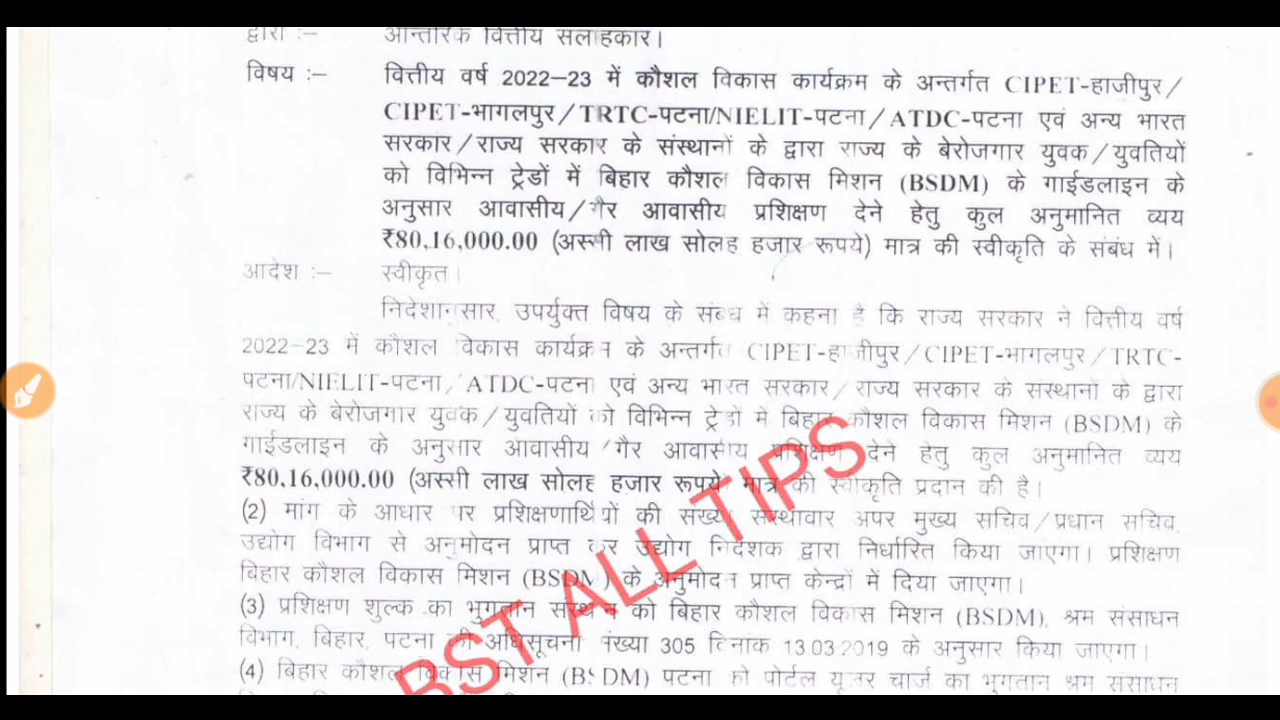 द्वारा :– आन्तरिक वित्तीय सलाहकार।
विषय :– वित्तीय वर्ष 2022–23 में कौशल विकास कार्यक्रम के अन्तर्गत CIPET-हाजीपुर/
CIPET-भागलपुर/TRTC-पटना/NIELIT-पटना/ATDC-पटना एवं अन्य भारत
सरकार/राज्य सरकार के संस्थानों के द्वारा राज्य के बेरोजगार युवक/युवतियों
को विभिन्न ट्रेडों में बिहार कौशल विकास मिशन (BSDM) के गाईडलाइन के
अनुसार आवासीय/गैर आवासीय प्रशिक्षण देने हेतु कुल अनुमानित व्यय
₹80,16,000.00 (अस्सी लाख सोलह हजार रूपये) मात्र की स्वीकृति के संबंध में।
आदेश :– स्वीकृत।
निदेशानुसार, उपर्युक्त विषय के संबंध में कहना है कि राज्य सरकार ने वित्तीय वर्ष
2022–23 में कौशल विकास कार्यक्रम के अन्तर्गत CIPET-हाजीपुर/CIPET-भागलपुर/TRTC-
पटना/NIELIT-पटना/ATDC-पटना एवं अन्य भारत सरकार/राज्य सरकार के संस्थानों के द्वारा
राज्य के बेरोजगार युवक/युवतियों को विभिन्न ट्रेडों में बिहार कौशल विकास मिशन (BSDM) के
गाईडलाइन के अनुसार आवासीय/गैर आवासीय प्रशिक्षण देने हेतु कुल अनुमानित व्यय
₹80,16,000.00 (अस्सी लाख सोलह हजार रूपये) मात्र की स्वीकृति प्रदान की है।
(2) मांग के आधार पर प्रशिक्षणार्थियों की संख्या संस्थावार अपर मुख्य सचिव/प्रधान सचिव,
उद्योग विभाग से अनुमोदन प्राप्त कर उद्योग निदेशक द्वारा निर्धारित किया जाएगा। प्रशिक्षण
बिहार कौशल विकास मिशन (BSDM) के अनुमोदन प्राप्त केन्द्रों में दिया जाएगा।
(3) प्रशिक्षण शुल्क का भुगतान संस्थान को बिहार कौशल विकास मिशन (BSDM), श्रम संसाधन
विभाग, बिहार, पटना की अधिसूचना संख्या 305 दिनांक 13.03.2019 के अनुसार किया जाएगा।
(4) बिहार कौशल विकास मिशन (BSDM) पटना को पोर्टल यूजर चार्ज का भुगतान श्रम संसाधन
BST ALL TIPS